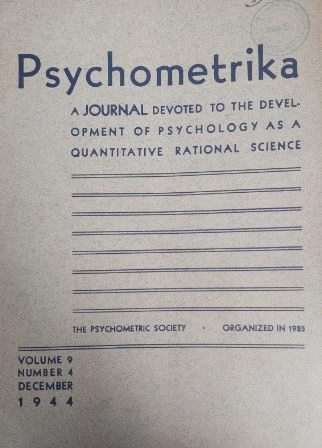 Psychometrika
A JOURNAL DEVOTED TO THE DEVEL-
OPMENT OF PSYCHOLOGY AS A
QUANTITATIVE RATIONAL SCIENCE
THE PSYCHOMETRIC SOCIETY · ORGANIZED IN 1935
VOLUME 9
NUMBER 4
DECEMBER
1944